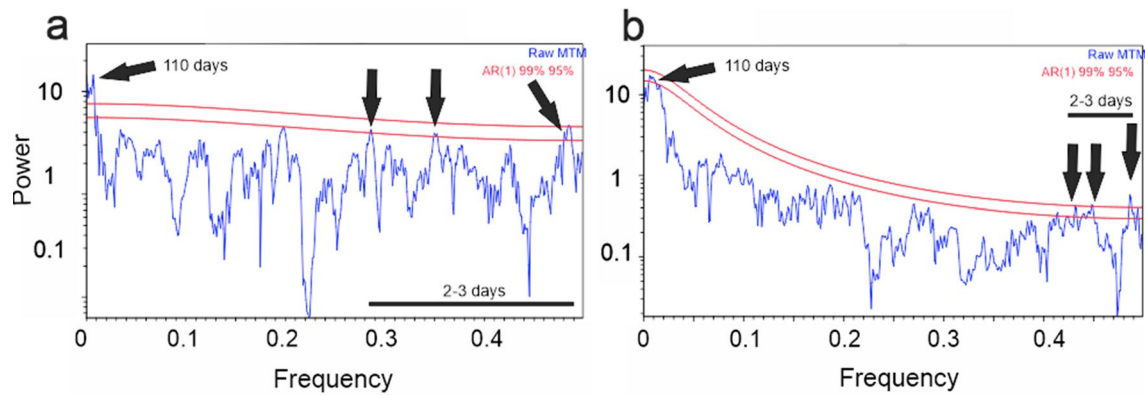 a
Raw MTM
AR(1) 99% 95%
110 days
10
1
0.1
Power
2-3 days
0 0.1 0.2 0.3 0.4
Frequency
b
Raw MTM
AR(1) 99% 95%
110 days
2-3 days
10
1
0.1
0 0.1 0.2 0.3 0.4
Frequency